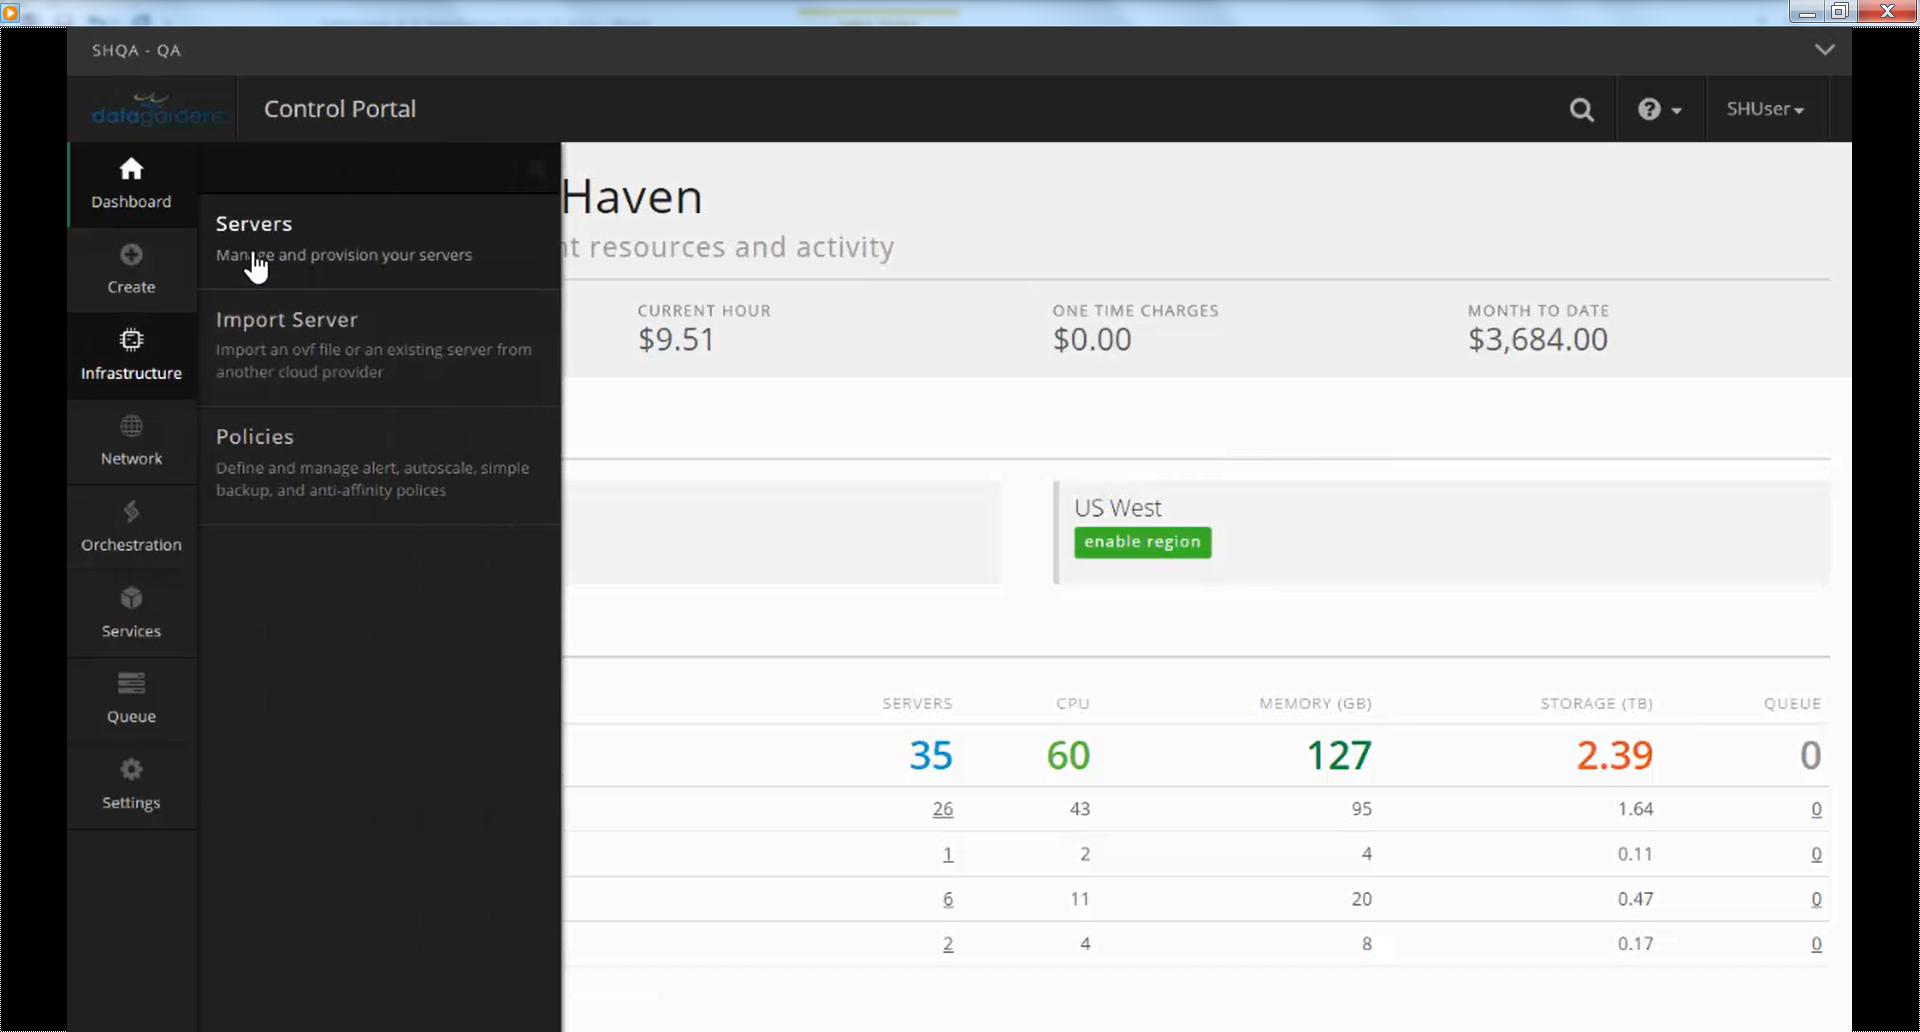 SHQA - QA
datagardens
Control Portal
SHUser
Dashboard
Create
Infrastructure
Network
Orchestration
Services
Queue
Settings
Servers
Manage and provision your servers
Import Server
Import an ovf file or an existing server from
another cloud provider
Policies
Define and manage alert, autoscale, simple
backup, and anti-affinity polices
Haven
resources and activity
CURRENT HOUR
$9.51
ONE TIME CHARGES
$0.00
MONTH TO DATE
$3,684.00
US West
enable region
SERVERS CPU MEMORY (GB) STORAGE (TB) QUEUE
35 60 127 2.39 0
26 43 95 1.64 0
1 2 4 0.11 0
6 11 20 0.47 0
2 4 8 0.17 0